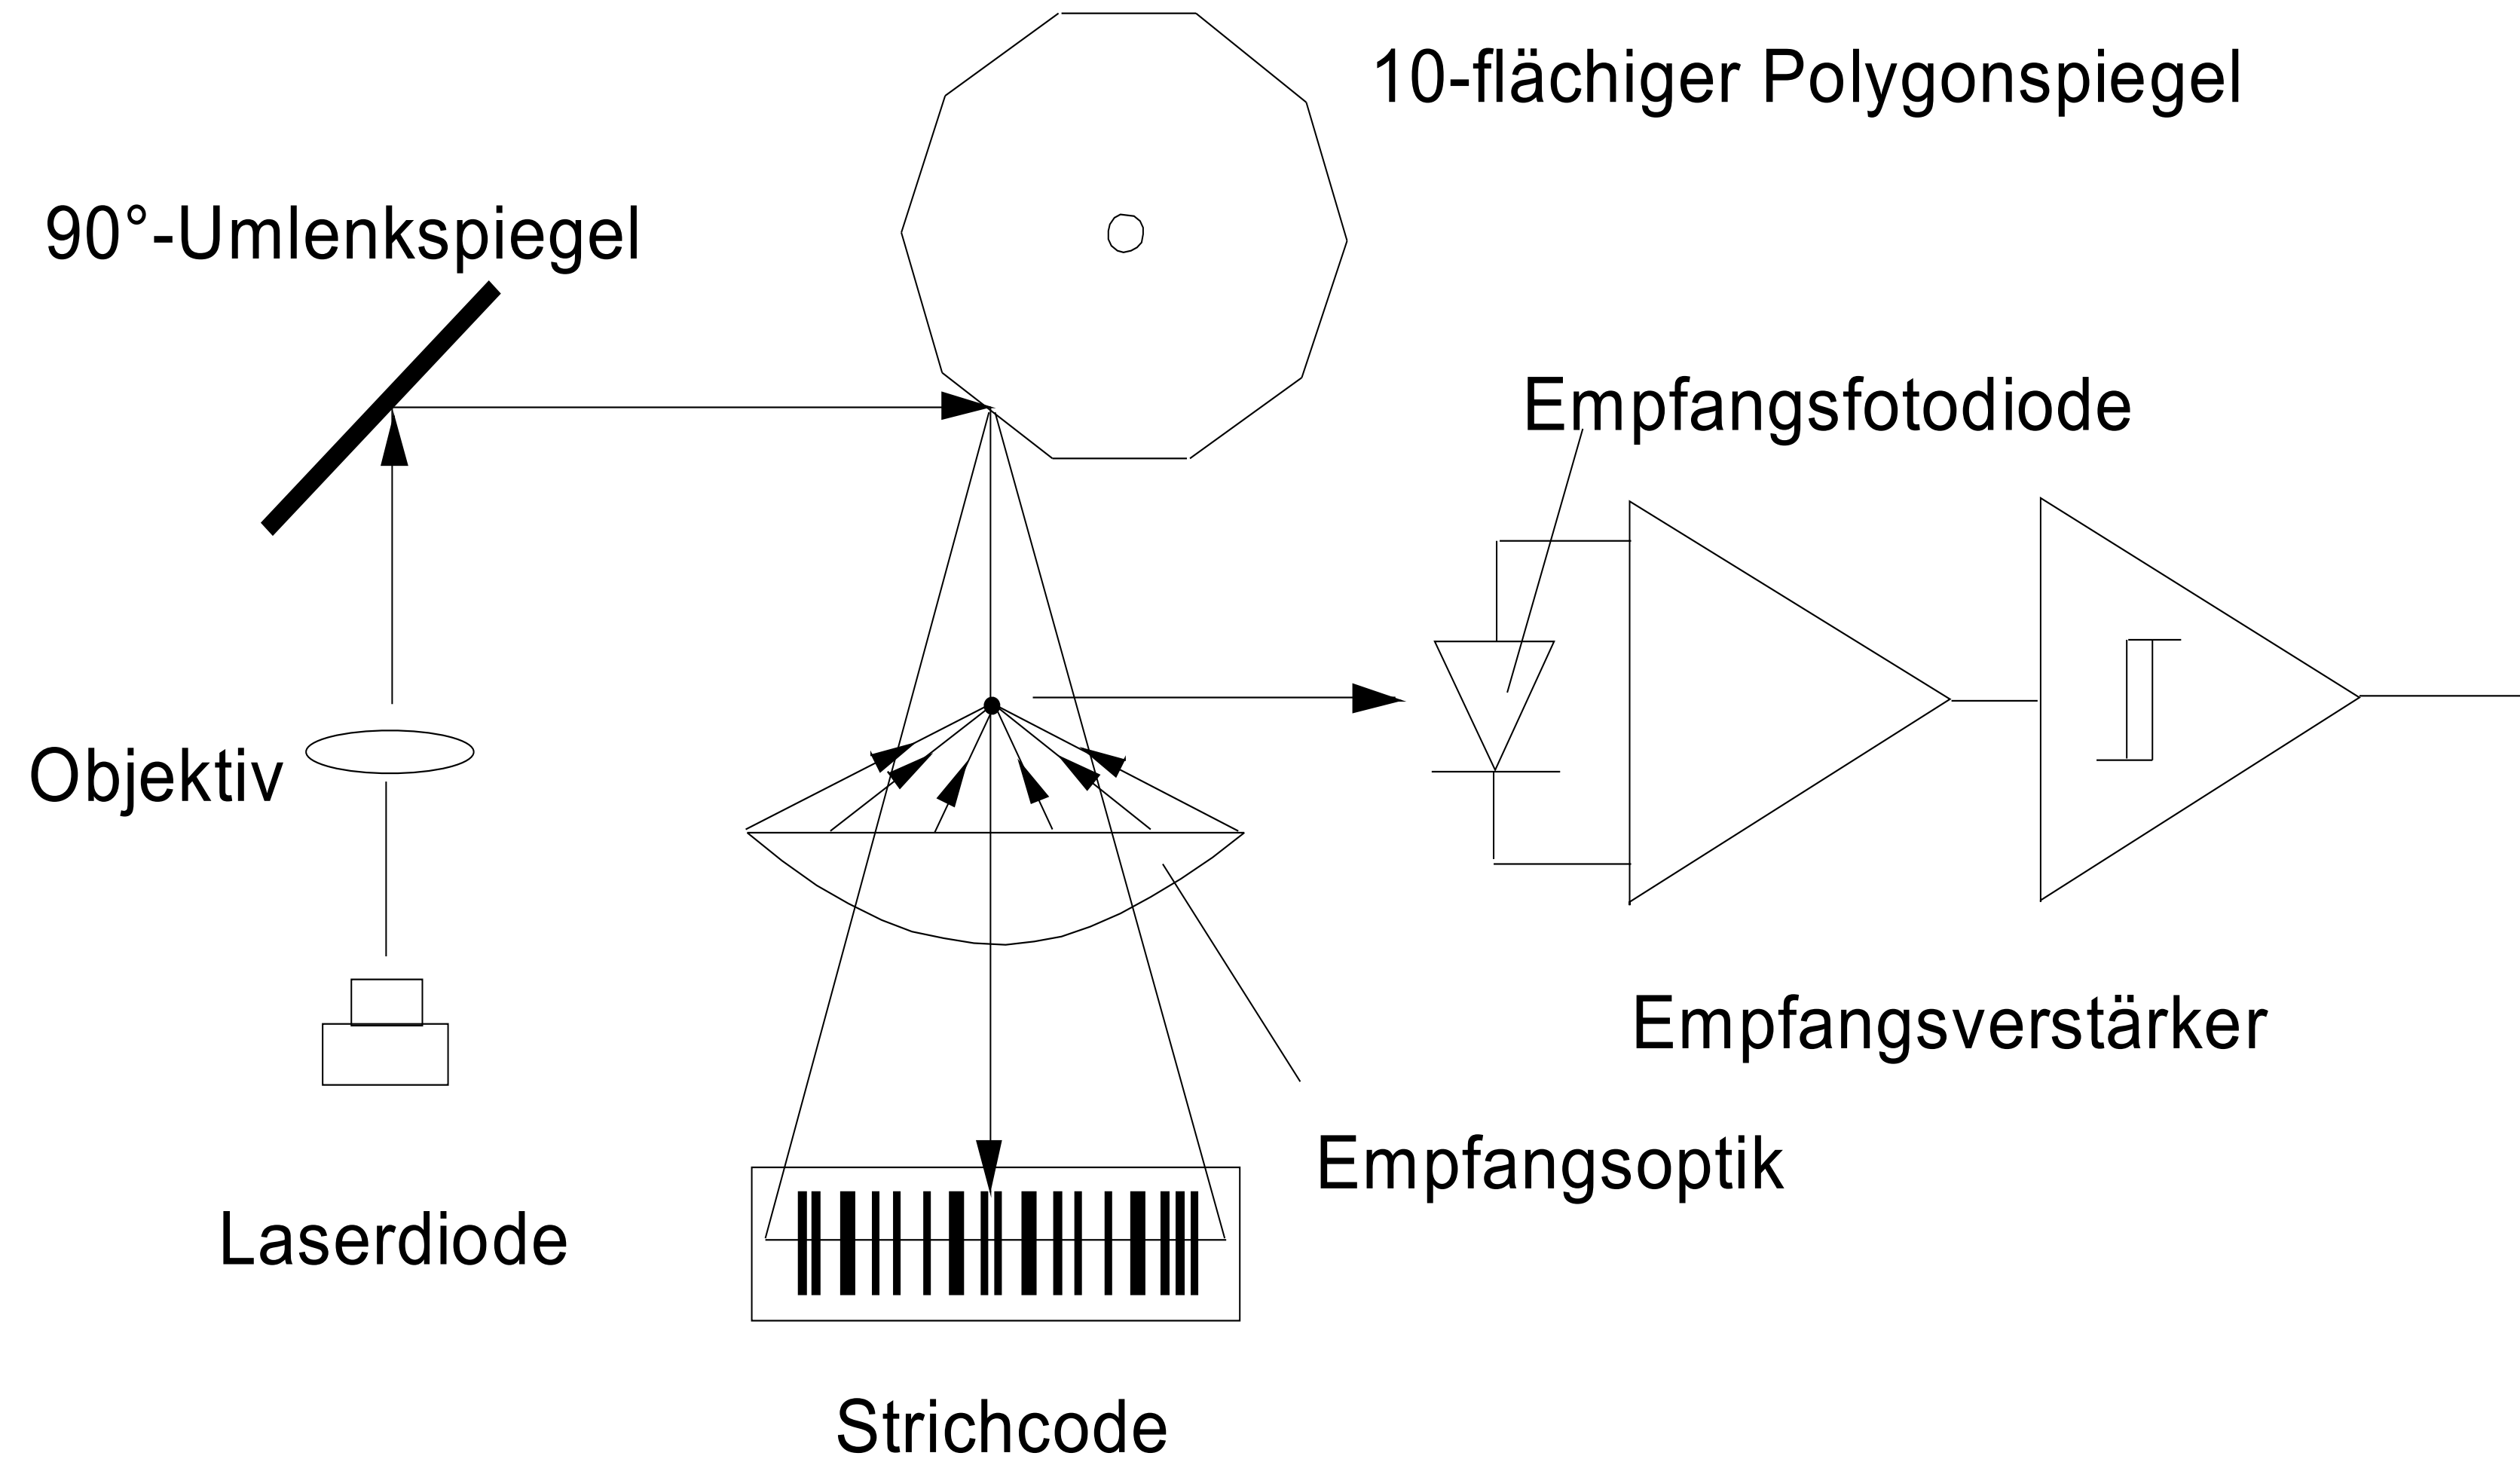 10-flächiger Polygonspiegel
90°-Umlenkspiegel
Empfangsfotodiode
Objektiv
Empfangsverstärker
Empfangsoptik
Laserdiode
Strichcode